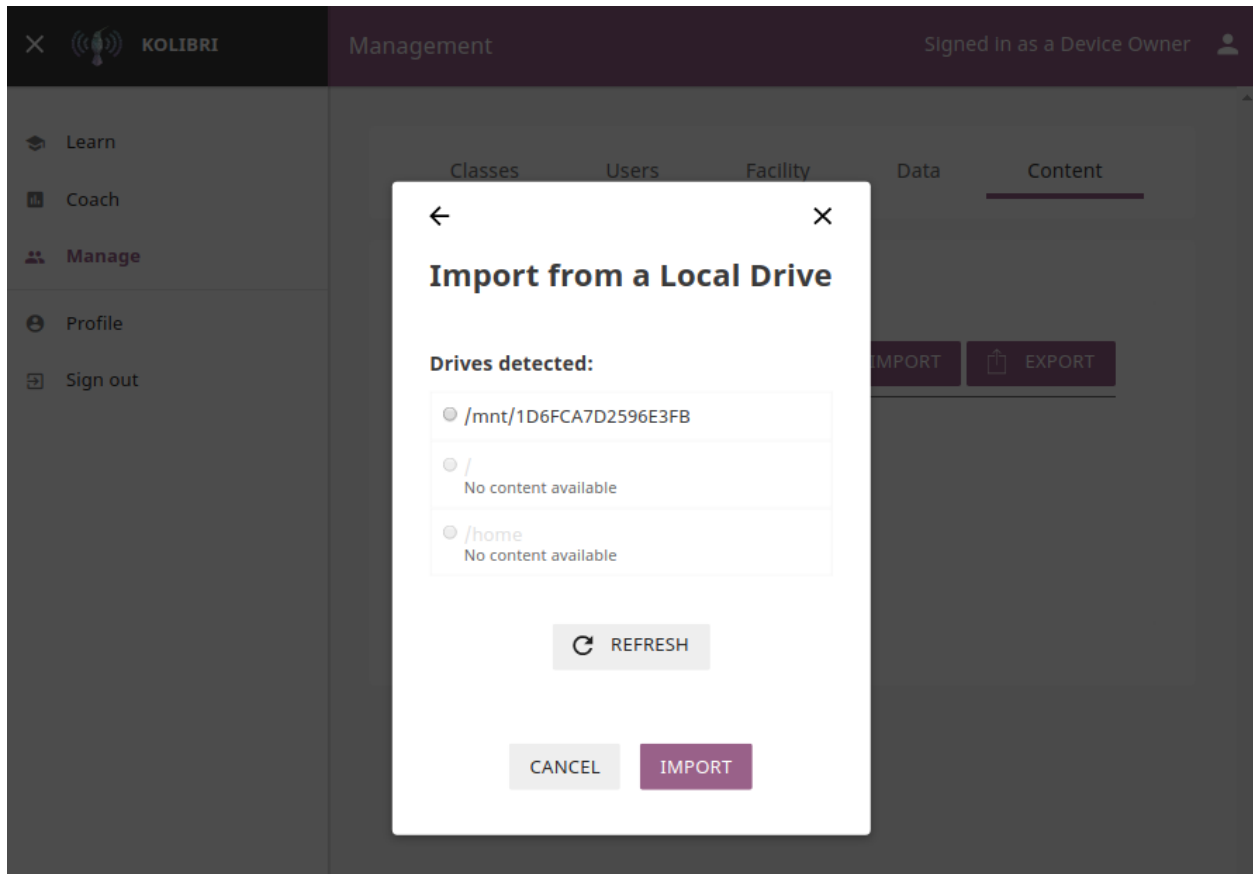 KOLIBRI
Management
Signed in as a Device Owner
Learn
Coach
Manage
Profile
Sign out
Classes Users Facility Data Content
IMPORT EXPORT
Import from a Local Drive
Drives detected:
/mnt/1D6FCA7D2596E3FB
/
No content available
/home
No content available
REFRESH
CANCEL IMPORT